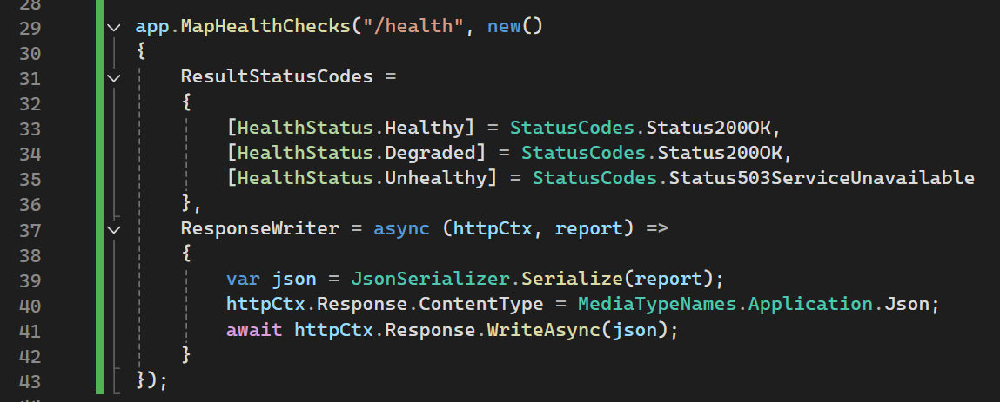 28
29 app.MapHealthChecks("/health", new()
30 {
31 ResultStatusCodes =
32 {
33 [HealthStatus.Healthy] = StatusCodes.Status200OK,
34 [HealthStatus.Degraded] = StatusCodes.Status200OK,
35 [HealthStatus.Unhealthy] = StatusCodes.Status503ServiceUnavailable
36 },
37 ResponseWriter = async (httpCtx, report) =>
38 {
39 var json = JsonSerializer.Serialize(report);
40 httpCtx.Response.ContentType = MediaTypeNames.Application.Json;
41 await httpCtx.Response.WriteAsync(json);
42 }
43 });